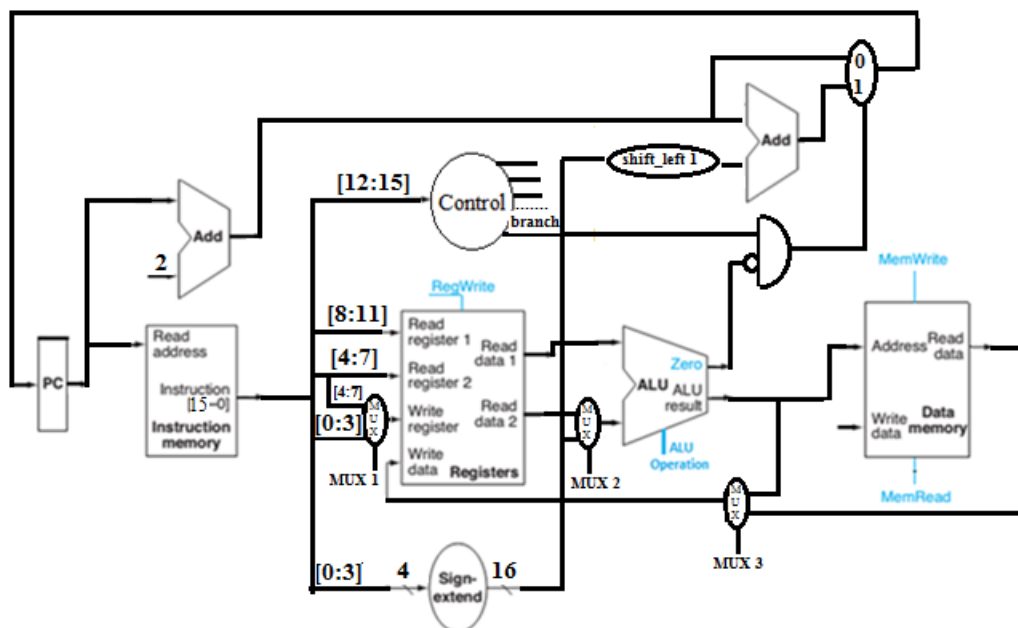 0
1
Add
shift_left 1
[12:15]
Control
........
branch
Add
2
RegWrite
MemWrite
[8:11]
Read
register 1
Read
data 1
[4:7]
Read
register 2
[4:7]
[0:3]
MUX
Write
register
Read
data 2
Write
data
Registers
MUX 1
MUX
MUX 2
Zero
ALU
ALU
result
ALU
Operation
Address
Read
data
Write
data
Data
memory
MemRead
PC
Read
address
Instruction
[15-0]
Instruction
memory
MUX
MUX 3
[0:3]
4
Sign-
extend
16